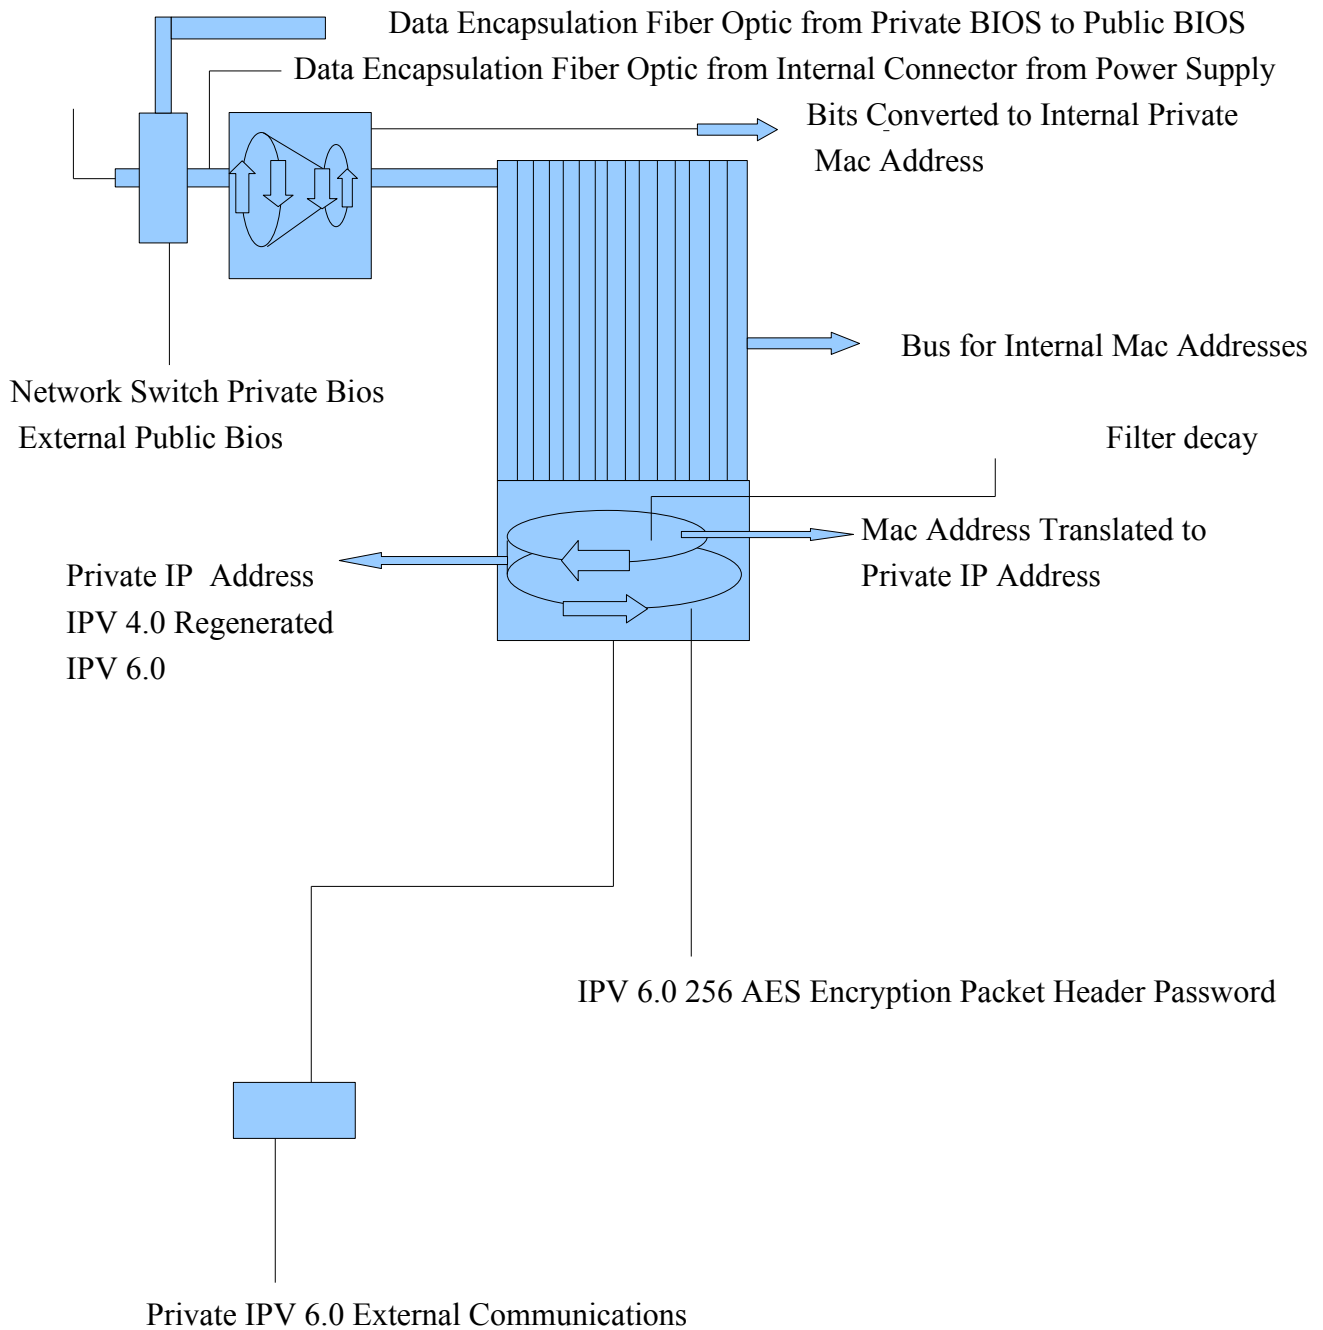 Data Encapsulation Fiber Optic from Private BIOS to Public BIOS
Data Encapsulation Fiber Optic from Internal Connector from Power Supply
Bits Converted to Internal Private
Mac Address
Bus for Internal Mac Addresses
Network Switch Private Bios
External Public Bios
Filter decay
Mac Address Translated to
Private IP Address
Private IP Address
IPV 4.0 Regenerated
IPV 6.0
IPV 6.0 256 AES Encryption Packet Header Password
Private IPV 6.0 External Communications